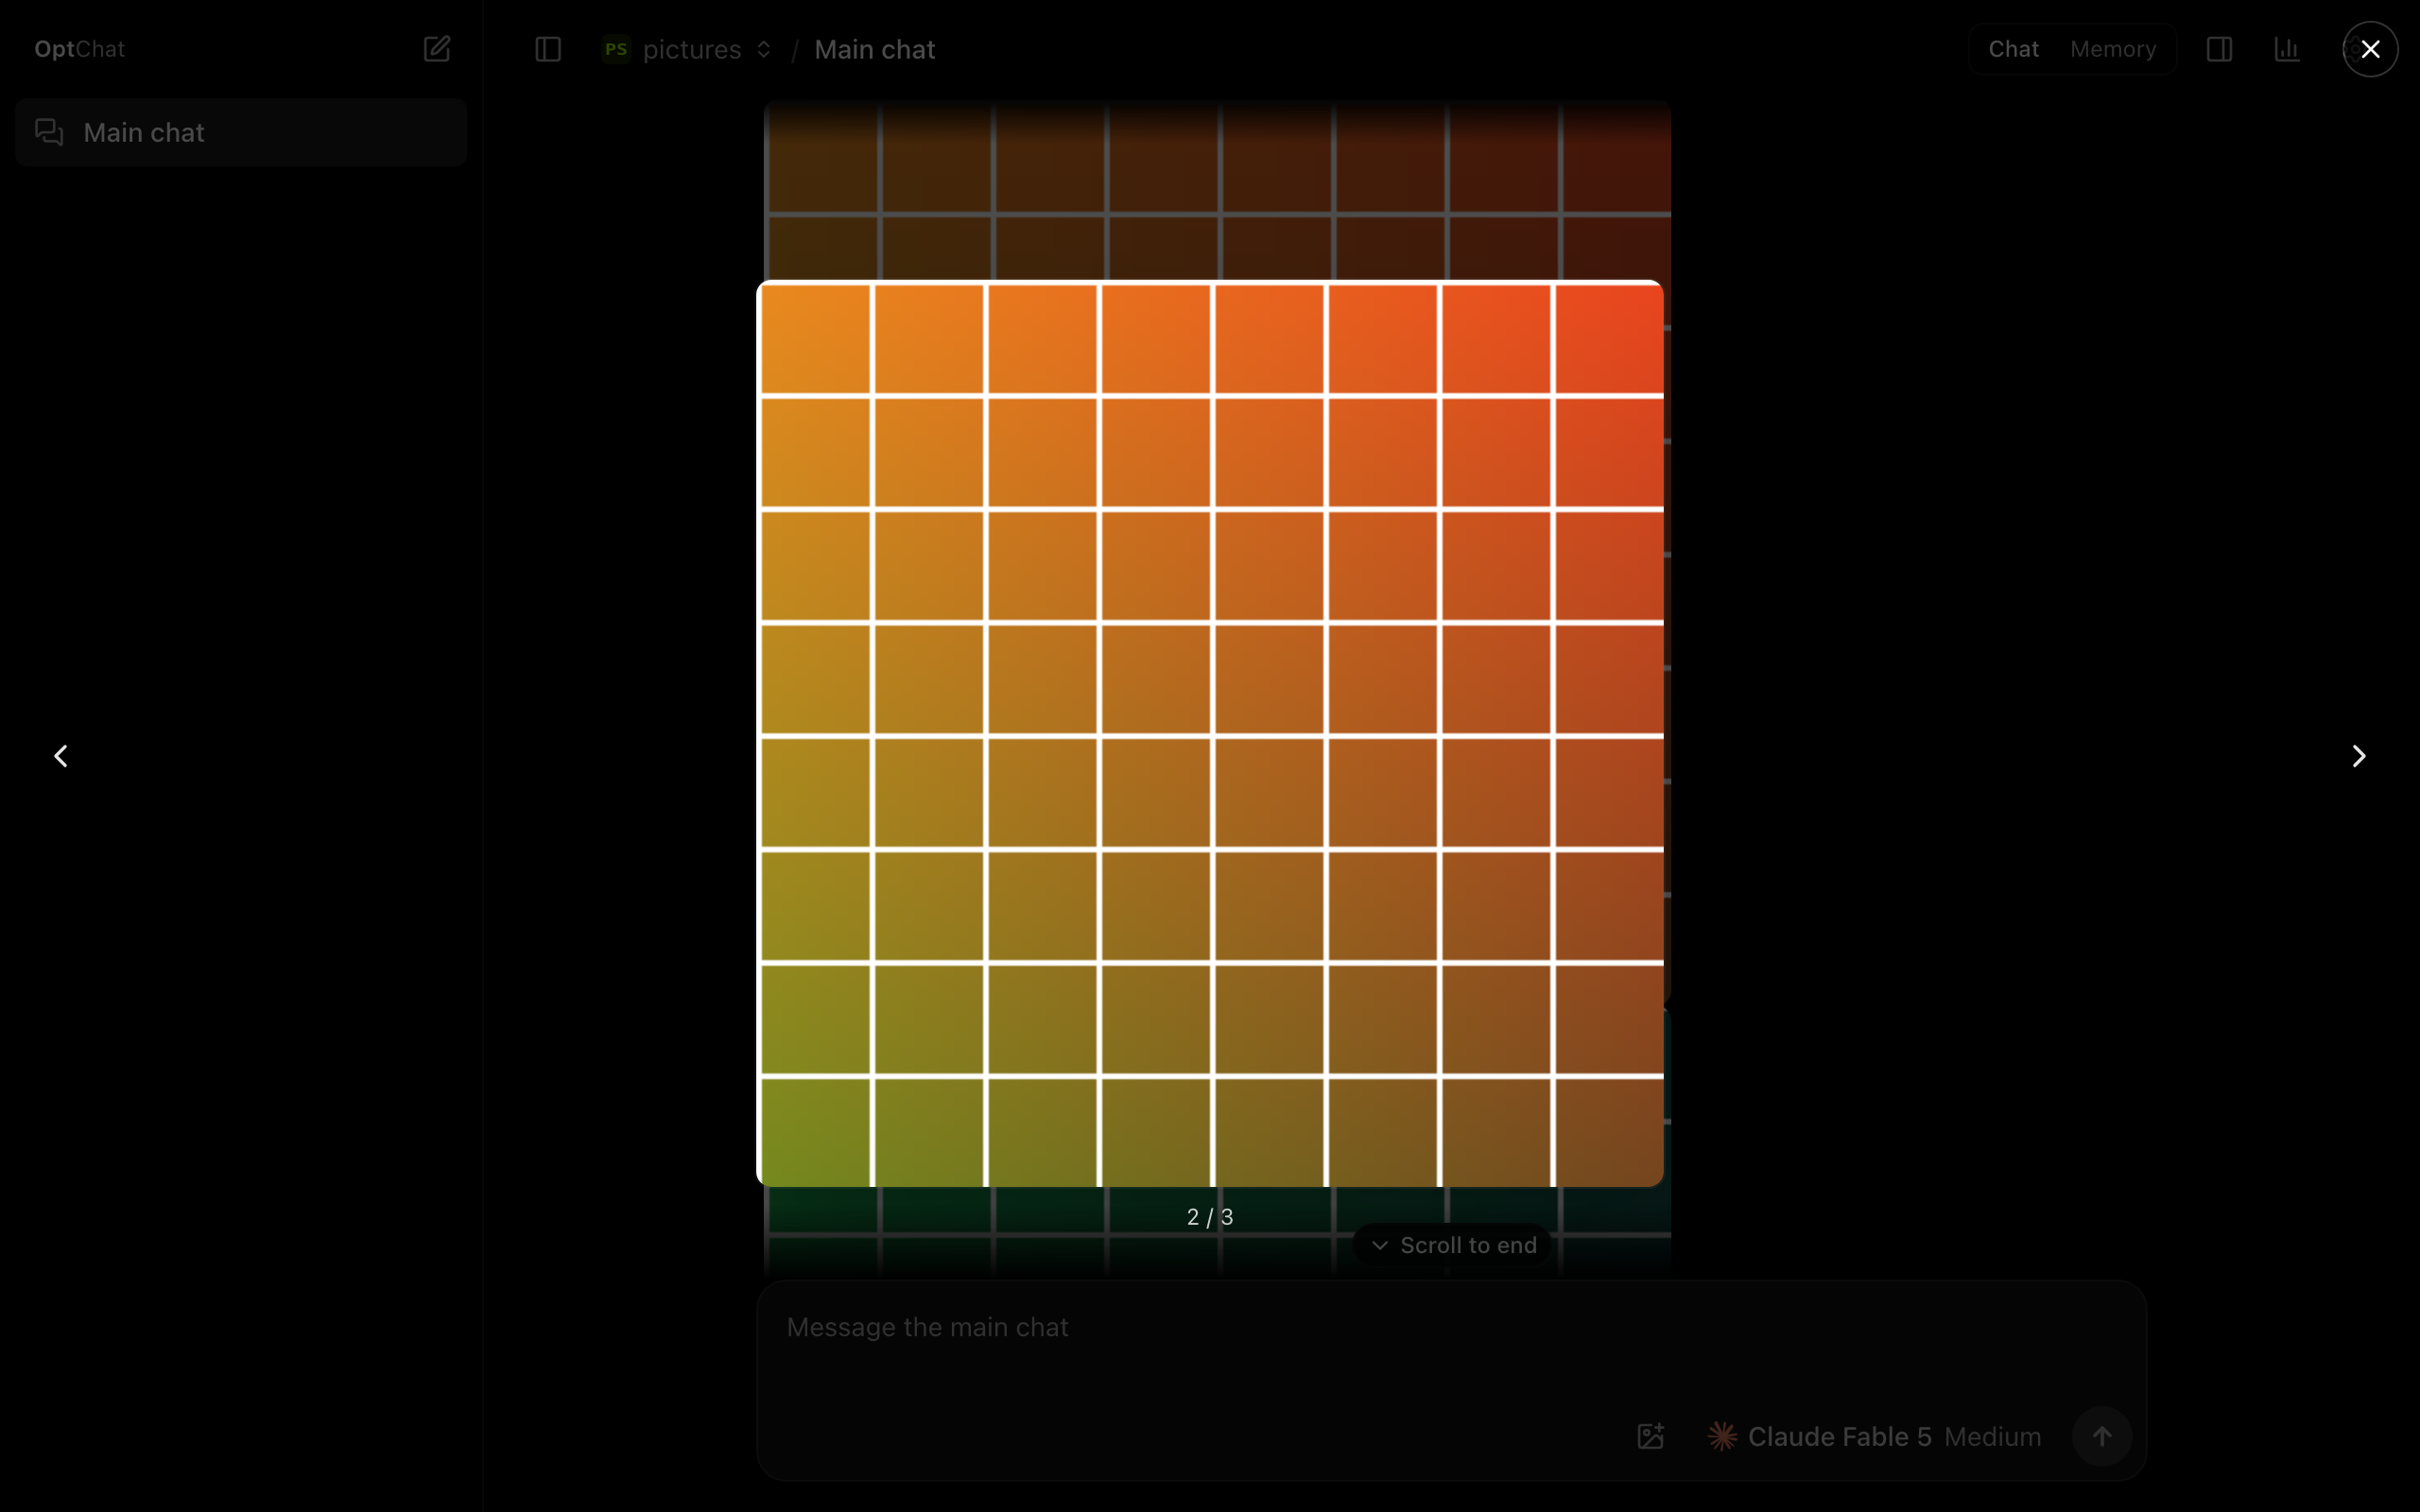 OptChat
PS pictures / Main chat
Chat Memory
Main chat
2 / 3
Scroll to end
Message the main chat
Claude Fable 5 Medium